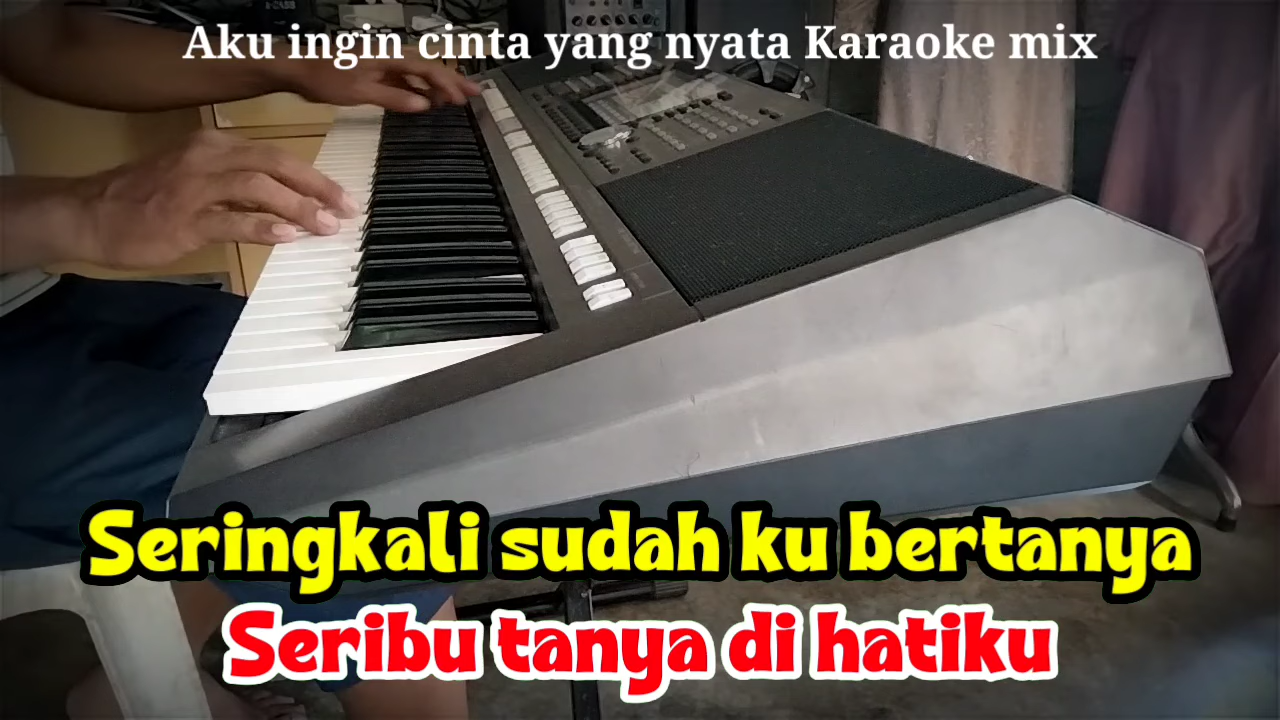 Aku ingin cinta yang nyata Karaoke mix
Seringkali sudah ku bertanya
Seribu tanya di hatiku